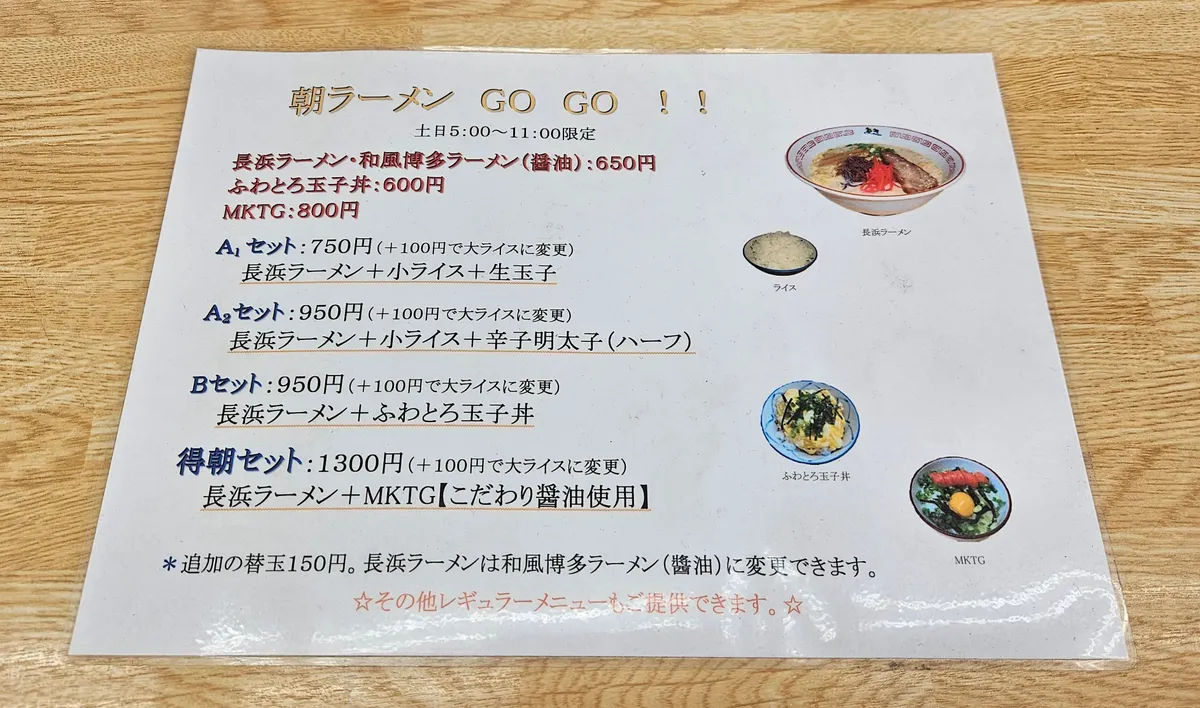 朝ラーメン GO GO !!
土日5:00～11:00限定
長浜ラーメン・和風博多ラーメン(醬油):650円
ふわとろ玉子丼:600円
MKTG:800円
A₁ セット:750円(＋100円で大ライスに変更)
長浜ラーメン＋小ライス＋生玉子
A₂セット:950円(＋100円で大ライスに変更)
長浜ラーメン＋小ライス＋辛子明太子(ハーフ)
Bセット:950円(＋100円で大ライスに変更)
長浜ラーメン＋ふわとろ玉子丼
得朝セット:1300円(＋100円で大ライスに変更)
長浜ラーメン＋MKTG【こだわり醬油使用】
＊追加の替玉150円。長浜ラーメンは和風博多ラーメン(醬油)に変更できます。
☆その他レギュラーメニューもご提供できます。☆
長浜ラーメン
ライス
ふわとろ玉子丼
MKTG